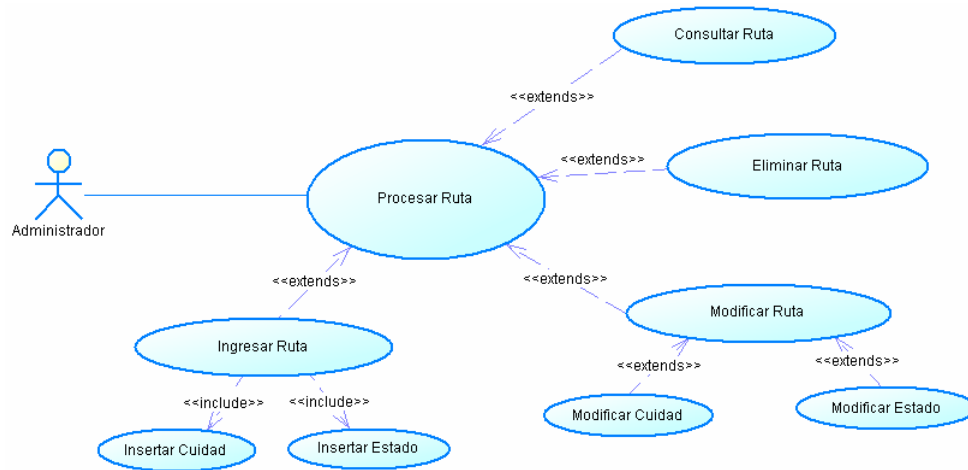 Consultar Ruta
<<extends>>
<<extends>>
Eliminar Ruta
Procesar Ruta
Administrador
<<extends>>
<<extends>>
Modificar Ruta
Ingresar Ruta
<<extends>>
<<extends>>
<<include>>
<<include>>
Modificar Cuidad
Modificar Estado
Insertar Cuidad
Insertar Estado